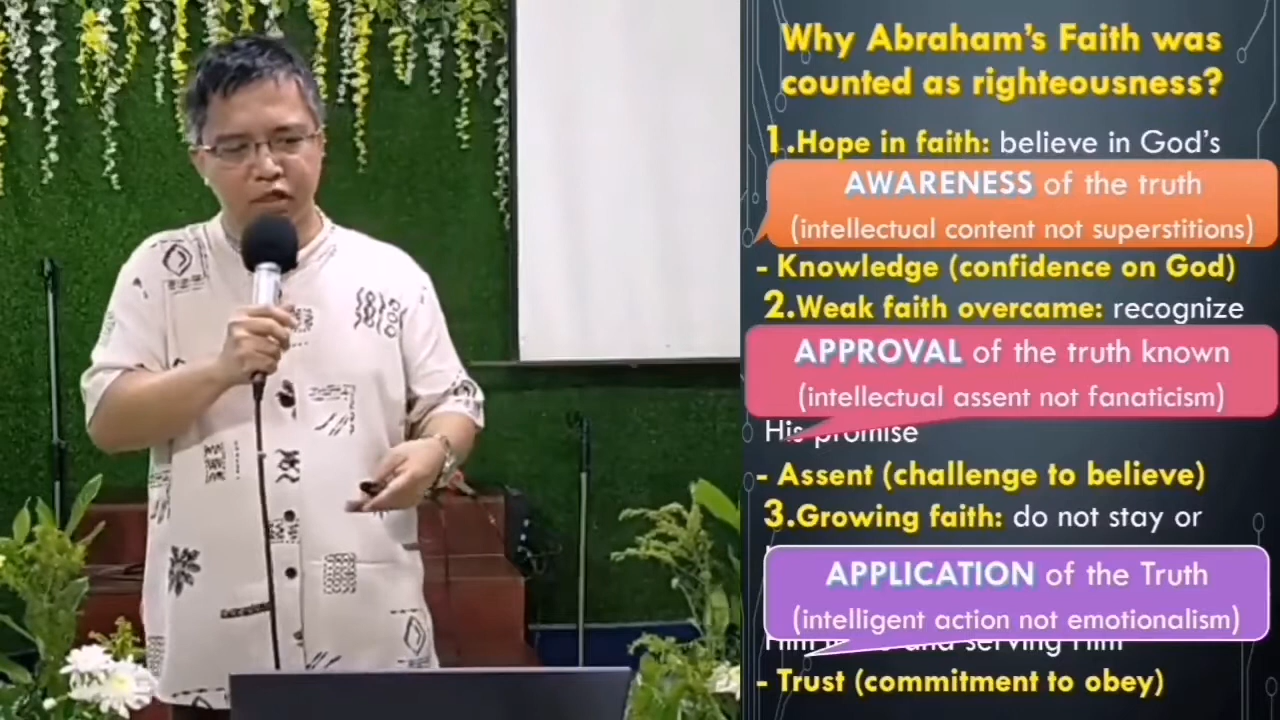 Why Abraham's Faith was
counted as righteousness?
1.Hope in faith: believe in God's
AWARENESS of the truth
(intellectual content not superstitions)
- Knowledge (confidence on God)
2.Weak faith overcame: recognize
APPROVAL of the truth known
(intellectual assent not fanaticism)
His promise
- Assent (challenge to believe)
3.Growing faith: do not stay or
APPLICATION of the Truth
(intelligent action not emotionalism)
and serving Him
- Trust (commitment to obey)